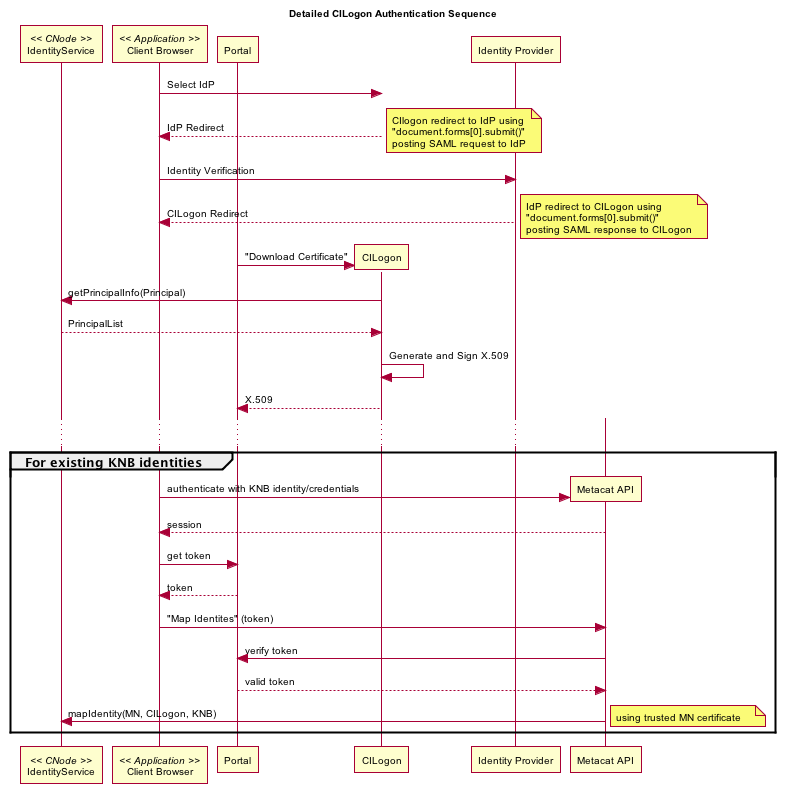 Detailed CILogon Authentication Sequence
<< CNode >>
IdentityService
<< Application >>
Client Browser
Portal
Identity Provider
Select IdP
CIlogon redirect to IdP using
"document.forms[0].submit()"
posting SAML request to IdP
IdP Redirect
Identity Verification
IdP redirect to CILogon using
"document.forms[0].submit()"
posting SAML response to CILogon
CILogon Redirect
"Download Certificate"
CILogon
getPrincipalInfo(Principal)
PrincipalList
Generate and Sign X.509
X.509
For existing KNB identities
authenticate with KNB identity/credentials
Metacat API
session
get token
token
"Map Identites" (token)
verify token
valid token
mapIdentity(MN, CILogon, KNB)
using trusted MN certificate
<< CNode >>
IdentityService
<< Application >>
Client Browser
Portal
CILogon
Identity Provider
Metacat API